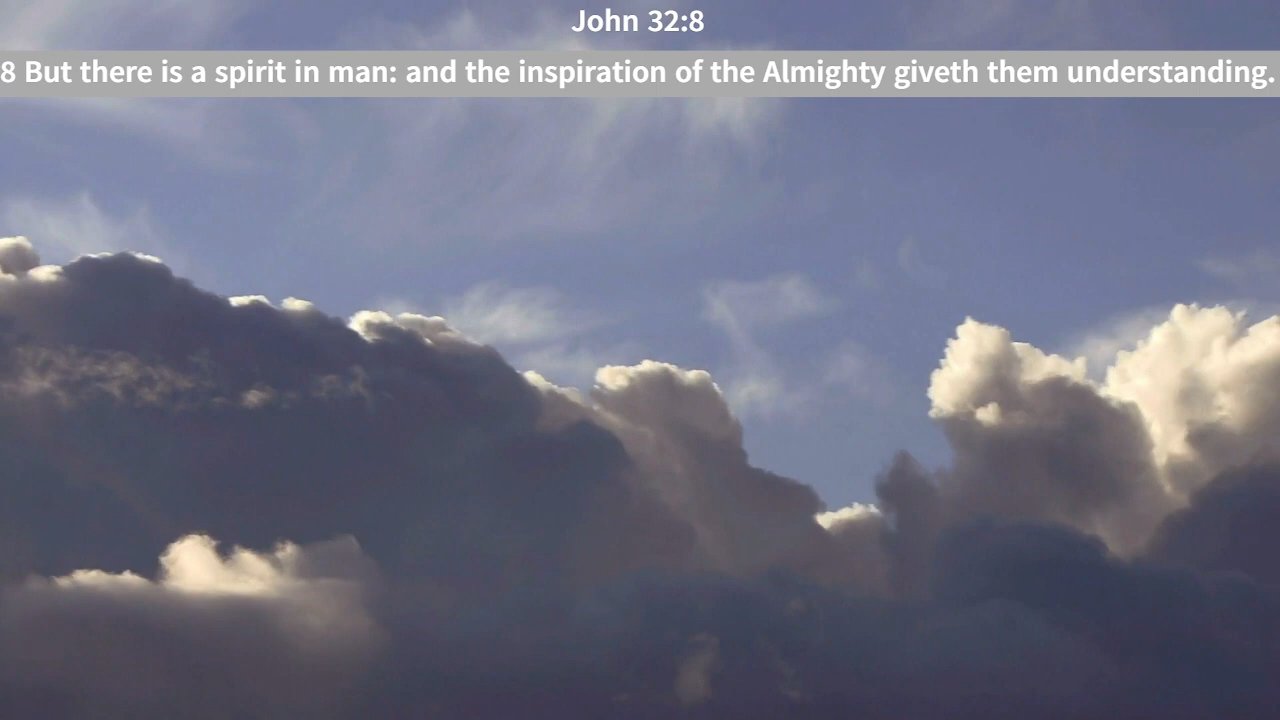 John 32:8
8 But there is a spirit in man: and the inspiration of the Almighty giveth them understanding.